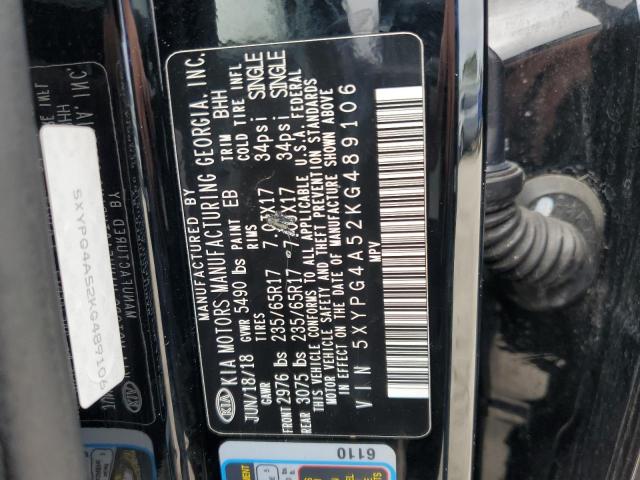 MANUFACTURED BY
KIA MOTORS MANUFACTURING GEORGIA, INC.
JUN/18/18 PAINT EB TRIM BHH
GVWR 5490 lbs
GAWR TIRES RIMS COLD TIRE INFL
FRONT 2976 lbs 235/65R17 7.0JX17 34psi SINGLE
REAR 3075 lbs 235/65R17 34psi SINGLE
THIS VEHICLE CONFORMS TO ALL APPLICABLE U.S.A. FEDERAL
MOTOR VEHICLE SAFETY AND THEFT PREVENTION STANDARDS
IN EFFECT ON THE DATE OF MANUFACTURE SHOWN ABOVE
VIN 5XYPG4A52KG489106
MPV
KIA
5XYPG4A52KG489106
6110